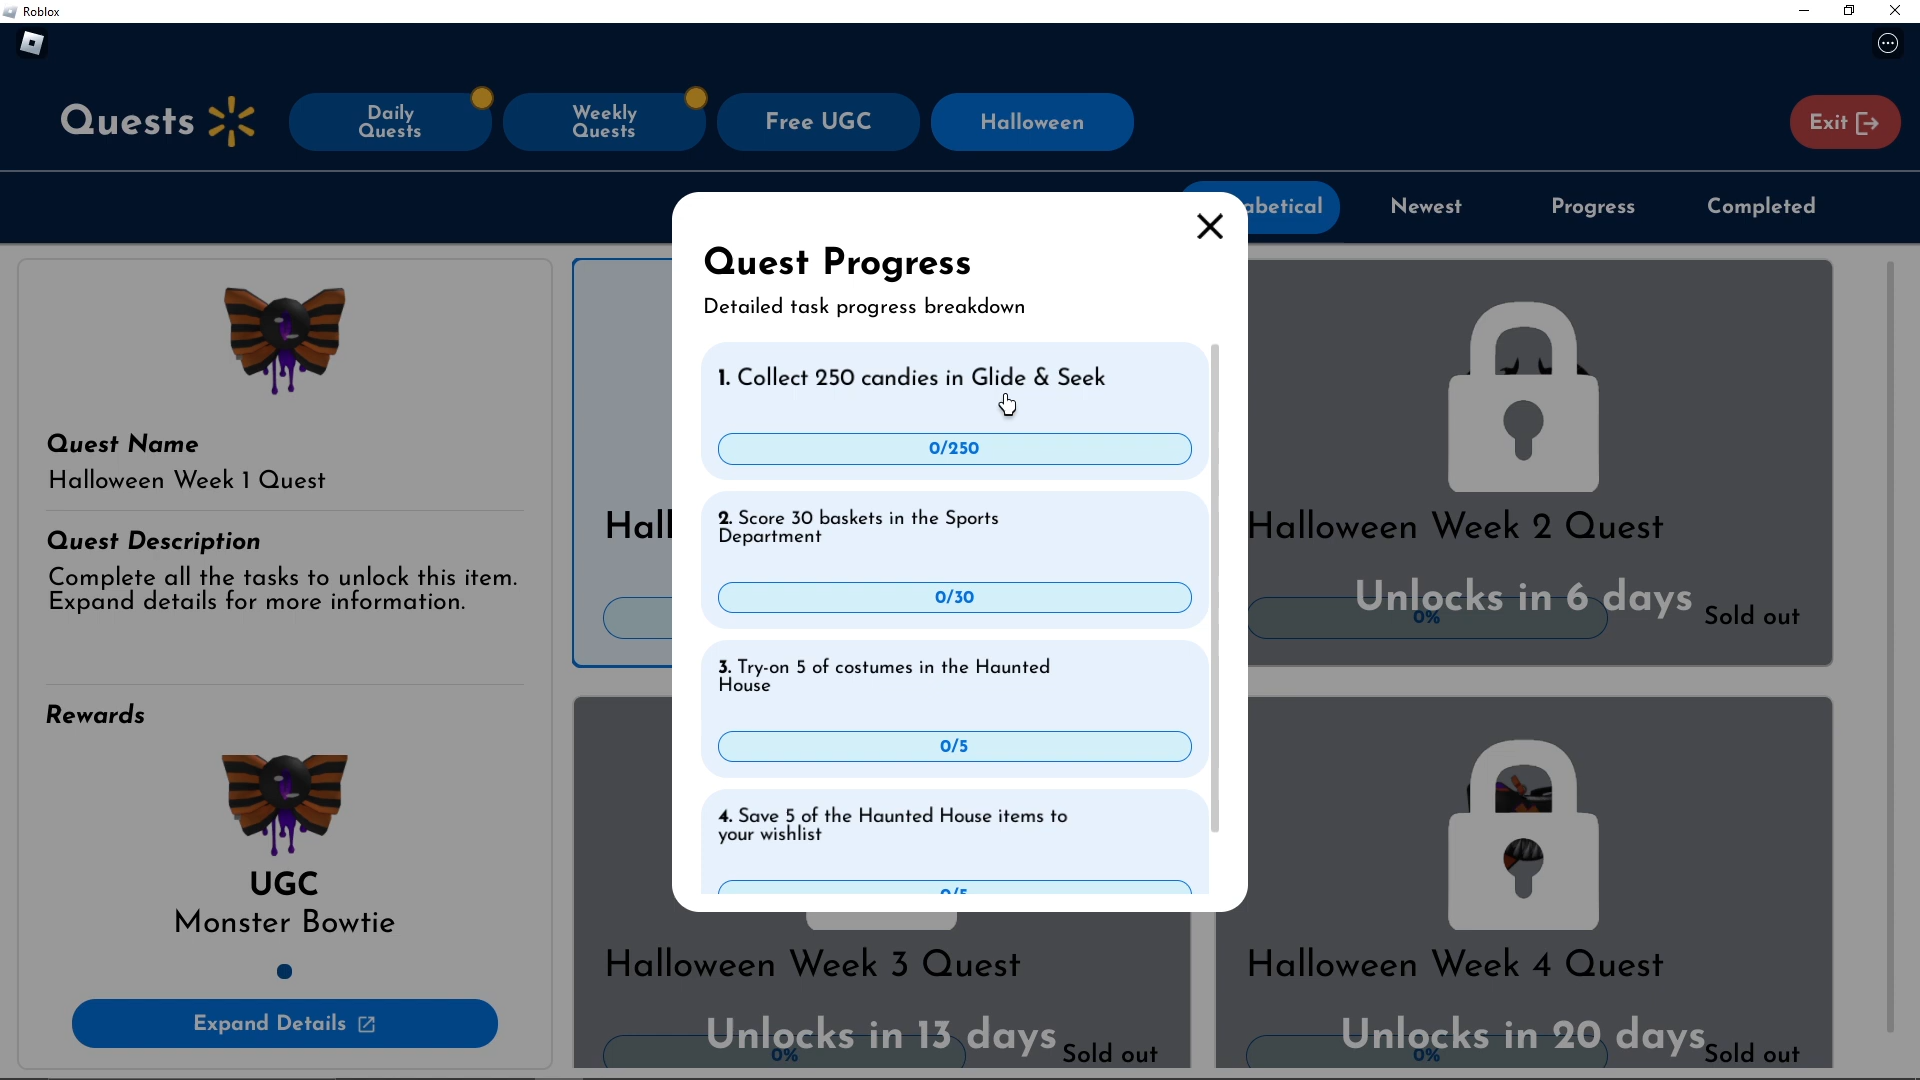 Roblox
Quests
Daily
Quests
Weekly
Quests
Free UGC
Halloween
Exit
abetical
Newest
Progress
Completed
Quest Name
Halloween Week 1 Quest
Quest Description
Complete all the tasks to unlock this item.
Expand details for more information.
Rewards
UGC
Monster Bowtie
Expand Details
Quest Progress
Detailed task progress breakdown
1. Collect 250 candies in Glide & Seek
0/250
2. Score 30 baskets in the Sports
Department
0/30
3. Try-on 5 of costumes in the Haunted
House
0/5
4. Save 5 of the Haunted House items to
your wishlist
0/5
Hall
Halloween Week 2 Quest
Unlocks in 6 days
0%
Sold out
Halloween Week 3 Quest
Unlocks in 13 days
0%
Sold out
Halloween Week 4 Quest
Unlocks in 20 days
0%
Sold out